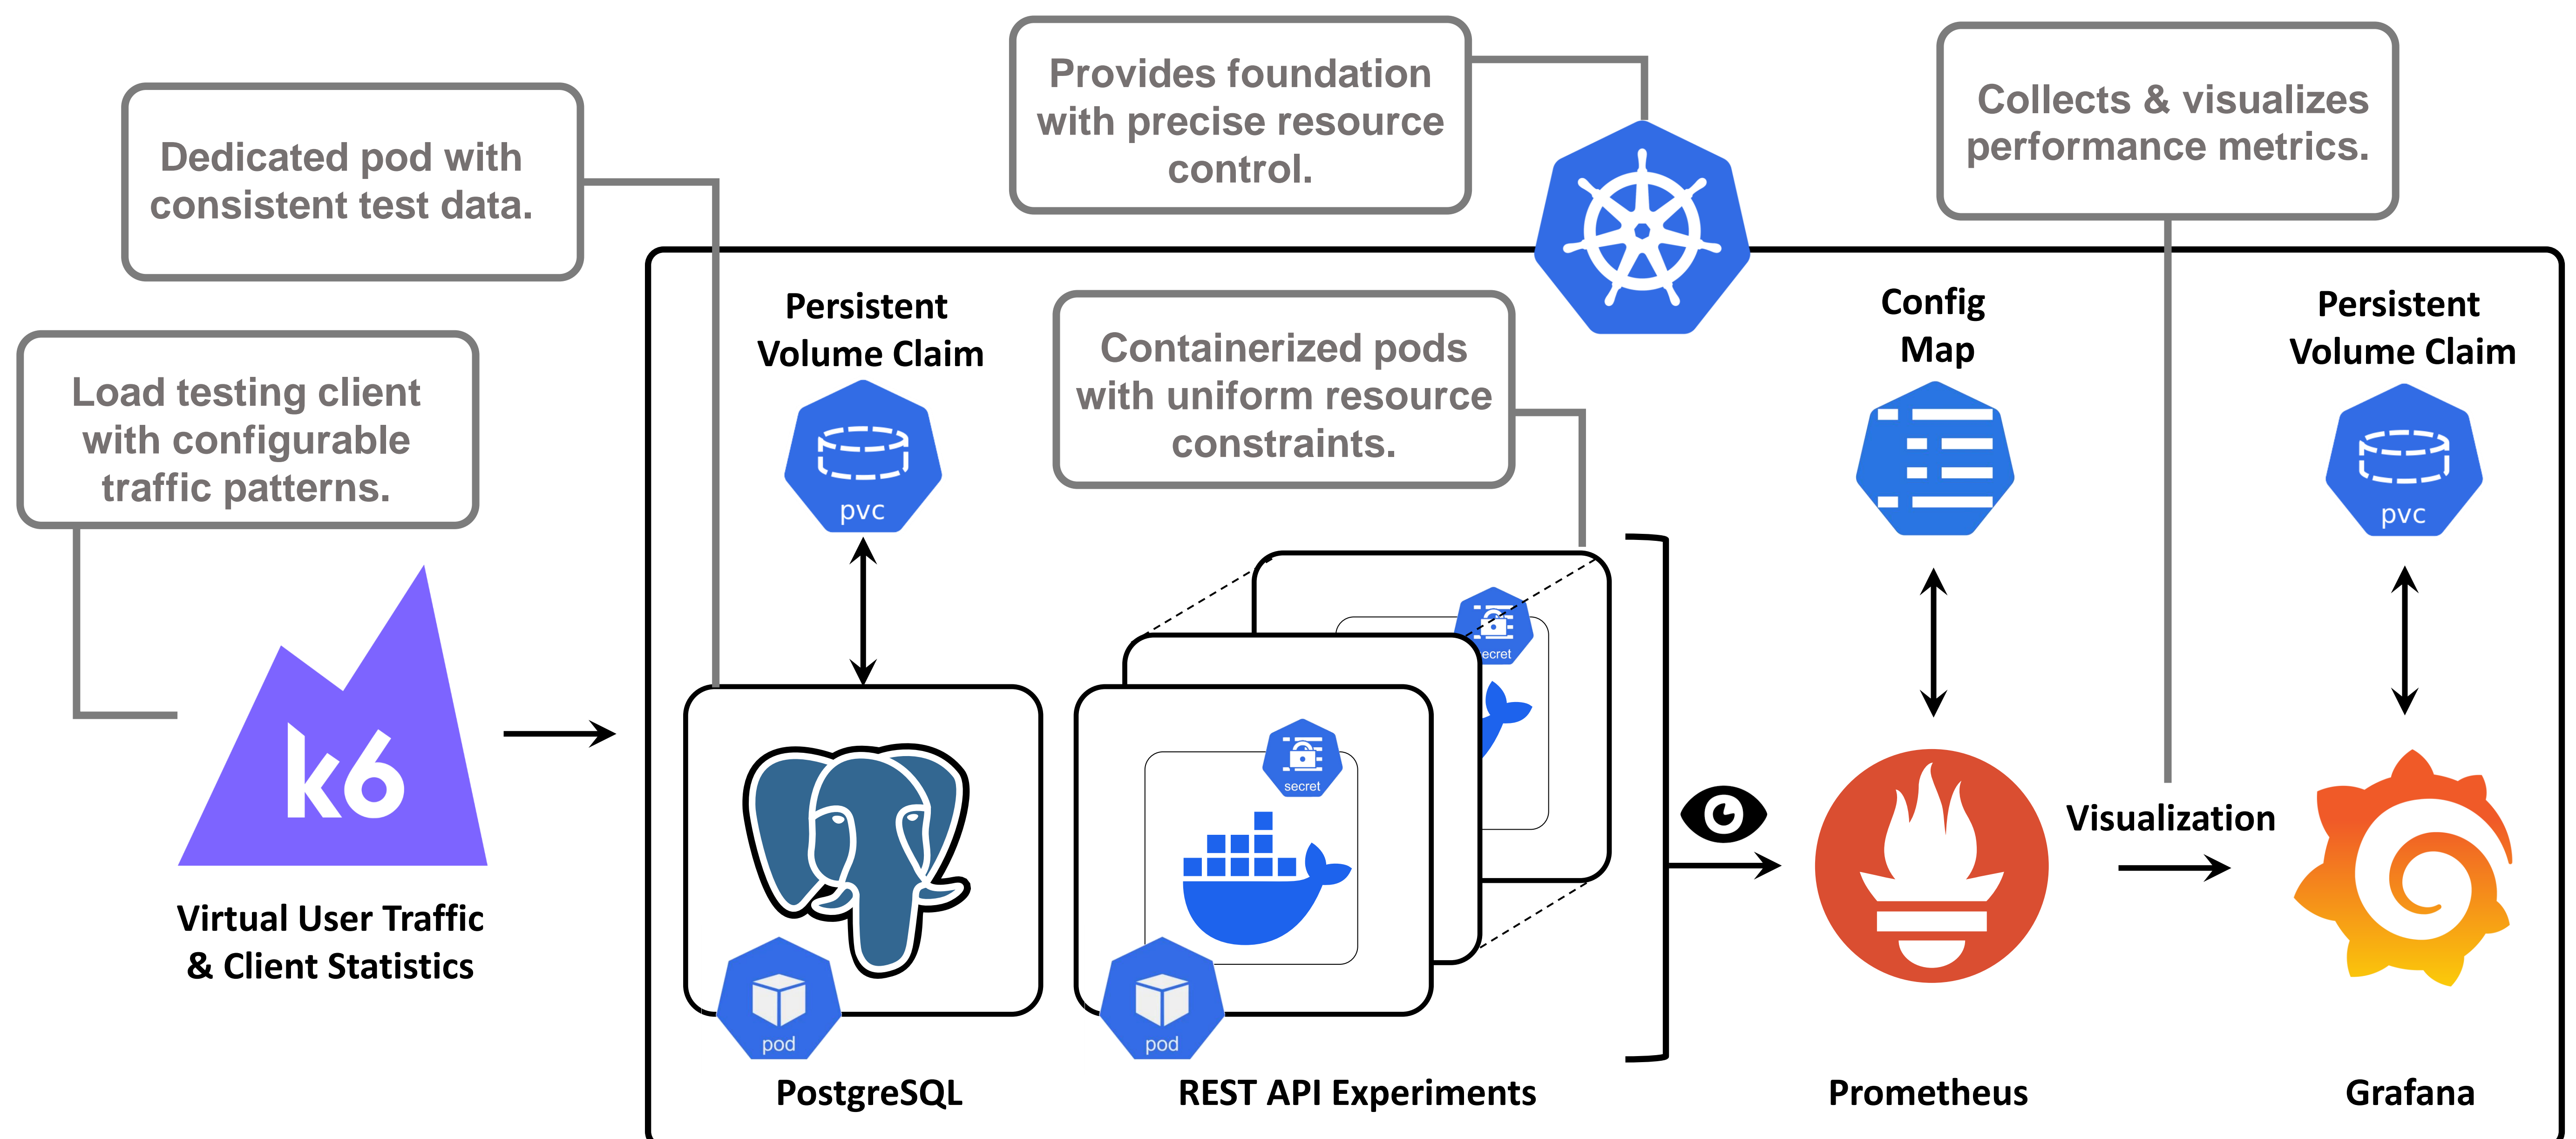 Provides foundation
with precise resource
control.
Collects & visualizes
performance metrics.
Dedicated pod with
consistent test data.
Load testing client
with configurable
traffic patterns.
Persistent
Volume Claim
pvc
Containerized pods
with uniform resource
constraints.
Config
Map
Persistent
Volume Claim
pvc
k6
Virtual User Traffic
& Client Statistics
pod
PostgreSQL
ecret
secret
pod
REST API Experiments
Prometheus
Visualization
Grafana